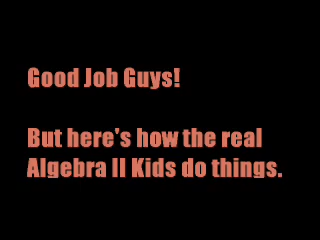 Good Job Guys!
But here's how the real
Algebra II Kids do things.